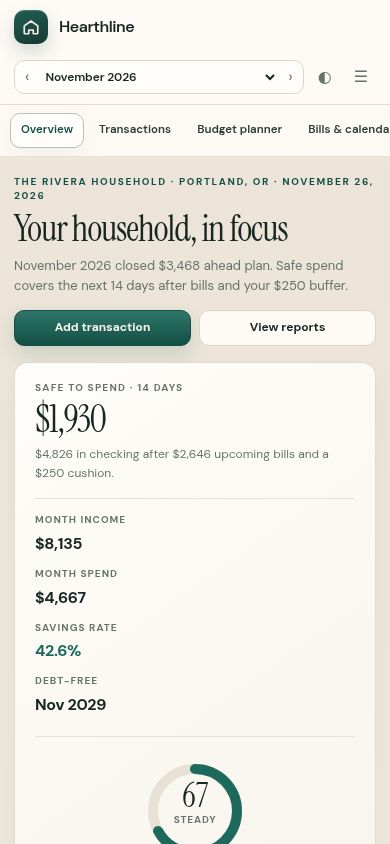 Hearthline
‹ November 2026 ›
Overview Transactions Budget planner Bills & calenda
THE RIVERA HOUSEHOLD · PORTLAND, OR · NOVEMBER 26,
2026
Your household, in focus
November 2026 closed $3,468 ahead plan. Safe spend
covers the next 14 days after bills and your $250 buffer.
Add transaction View reports
SAFE TO SPEND · 14 DAYS
$1,930
$4,826 in checking after $2,646 upcoming bills and a
$250 cushion.
MONTH INCOME
$8,135
MONTH SPEND
$4,667
SAVINGS RATE
42.6%
DEBT-FREE
Nov 2029
67
STEADY